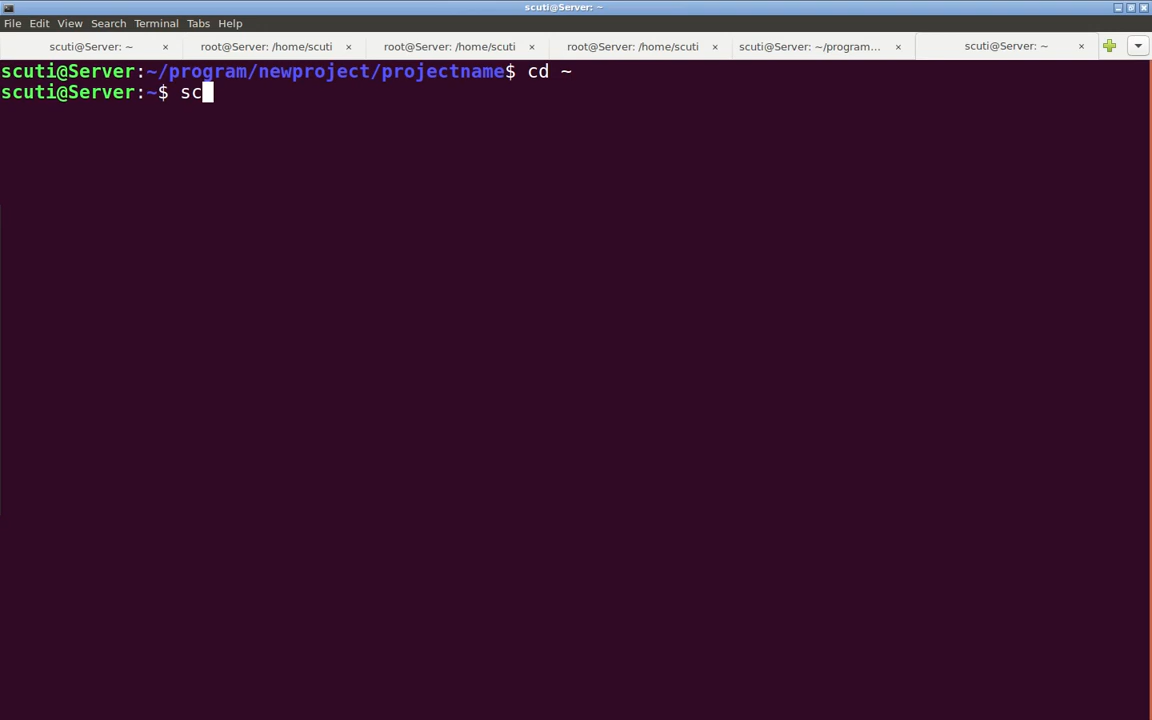 scuti@Server: ~
File Edit View Search Terminal Tabs Help
scuti@Server: ~ × root@Server: /home/scuti × root@Server: /home/scuti × root@Server: /home/scuti × scuti@Server: ~/program... × scuti@Server: ~ ×
scuti@Server:~/program/newproject/projectname$ cd ~
scuti@Server:~$ sc